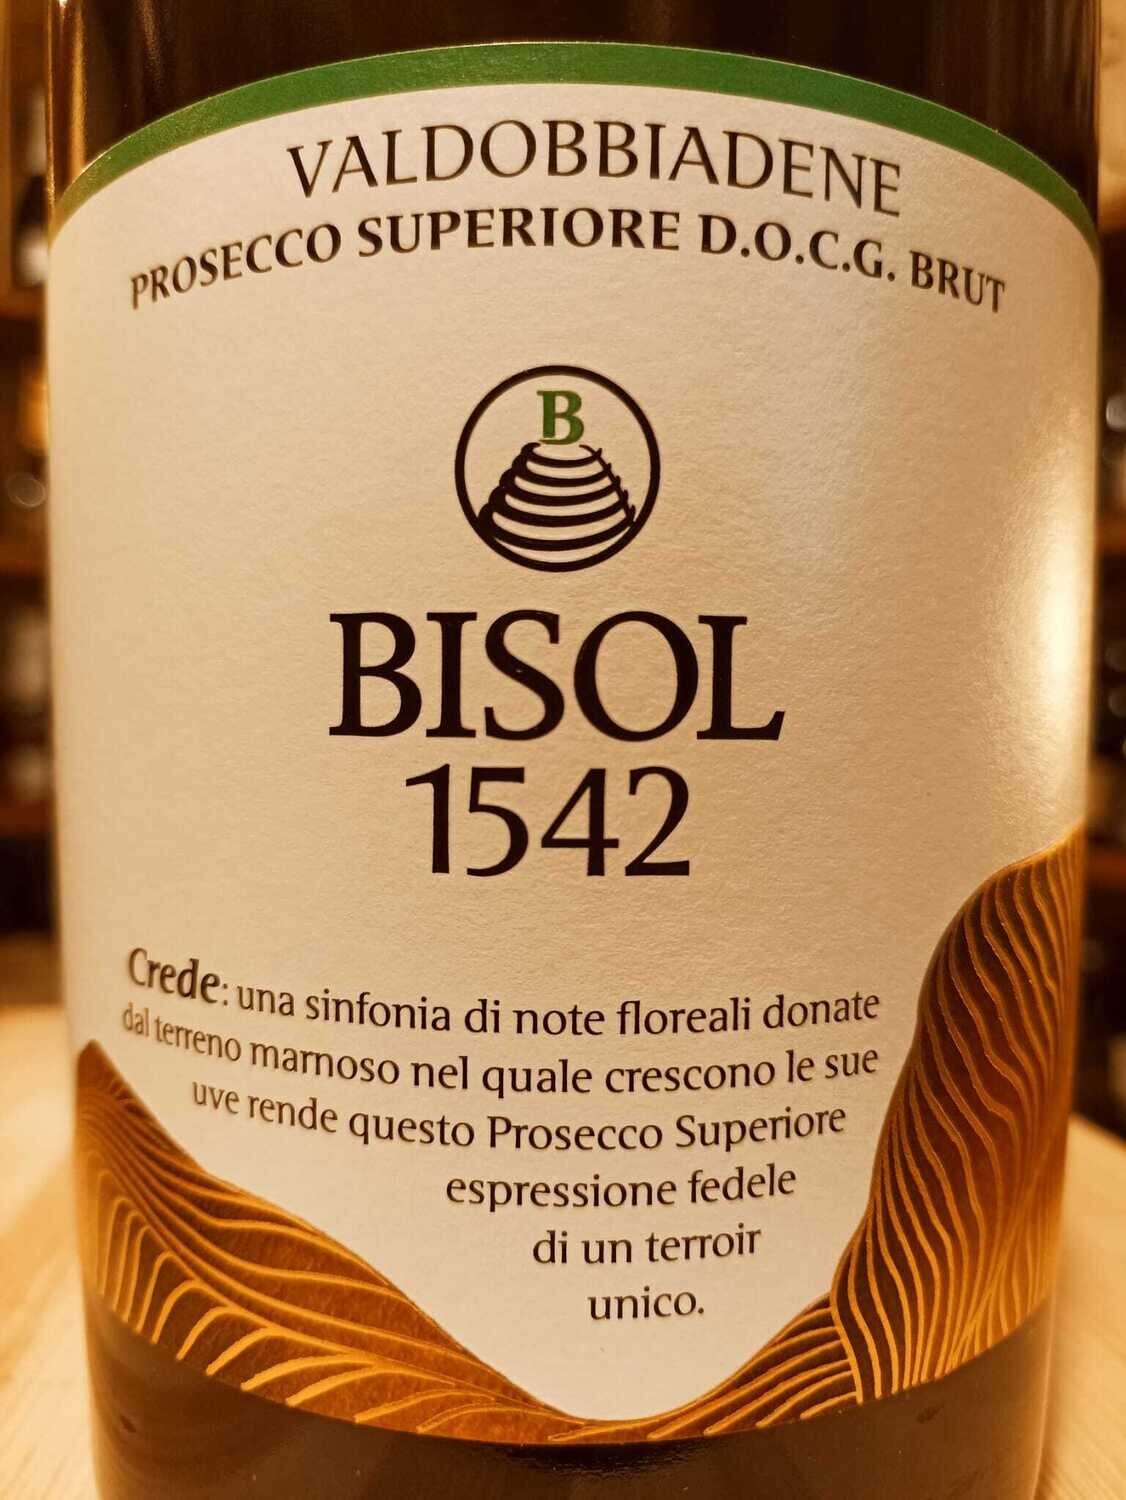 VALDOBBIADENE
PROSECCO SUPERIORE D.O.C.G. BRUT
B
BISOL
1542
Crede: una sinfonia di note floreali donate
dal terreno marnoso nel quale crescono le sue
uve rende questo Prosecco Superiore
espressione fedele
di un terroir
unico.